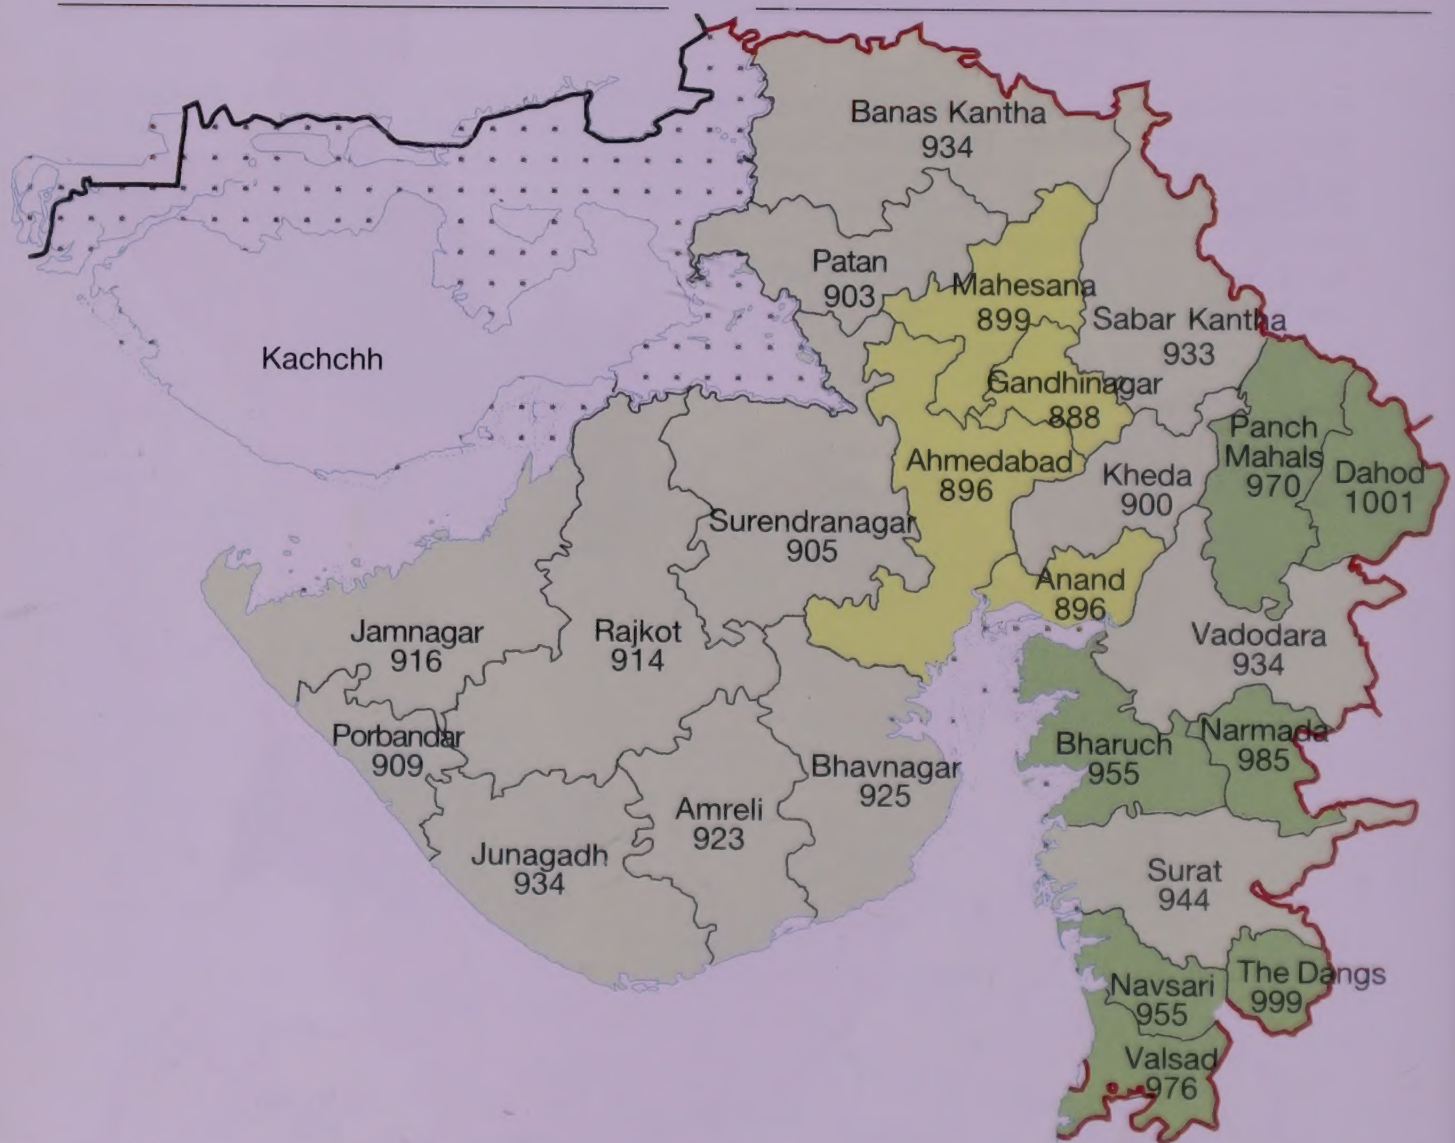 Banas Kantha
934
Patan
903
Mahesana
899
Sabar Kantha
933
Kachchh
Gandhinagar
888
Panch
Mahals
970
Dahod
1001
Ahmedabad
896
Kheda
900
Surendranagar
905
Anand
896
Jamnagar
916
Rajkot
914
Vadodara
934
Porbandar
909
Bhavnagar
925
Bharuch
955
Narmada
985
Amreli
923
Junagadh
934
Surat
944
Navsari
955
The Dangs
999
Valsad
976